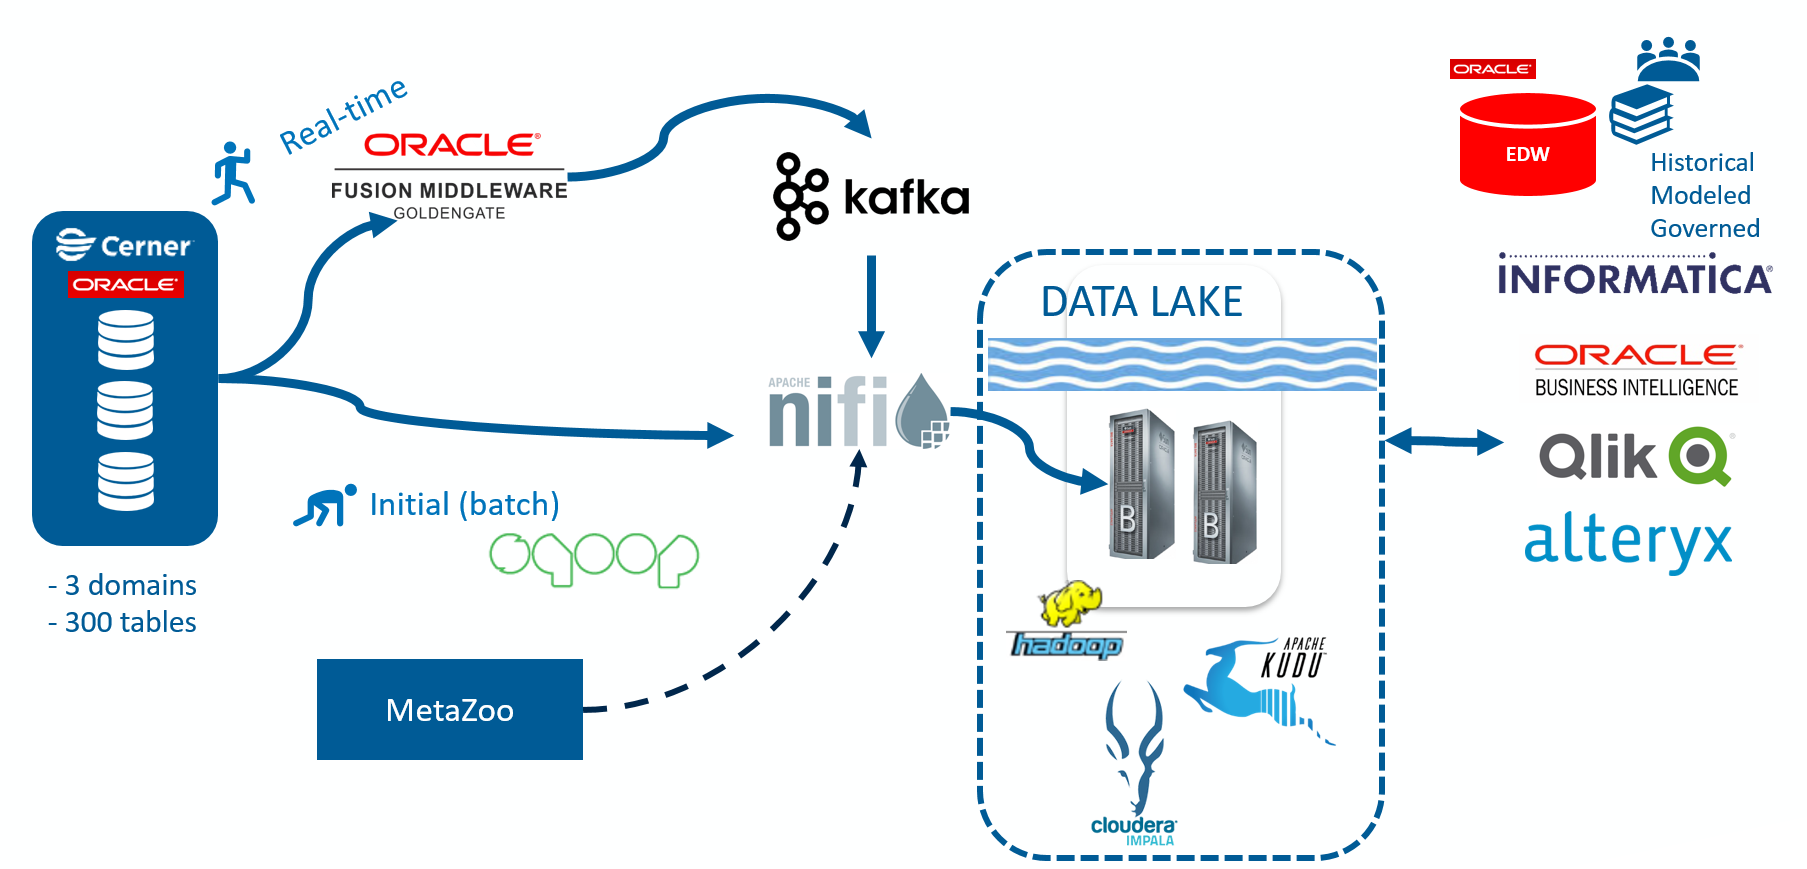 Cerner
ORACLE
- 3 domains
- 300 tables
Real-time
ORACLE®
FUSION MIDDLEWARE
GOLDENGATE
kafka
APACHE
nifi
Initial (batch)
sqoop
MetaZoo
DATA LAKE
B
B
hadoop
APACHE
KUDU™
cloudera®
IMPALA
ORACLE®
EDW
Historical
Modeled
Governed
INFORMATICA®
ORACLE®
BUSINESS INTELLIGENCE
Qlik Q®
alteryx